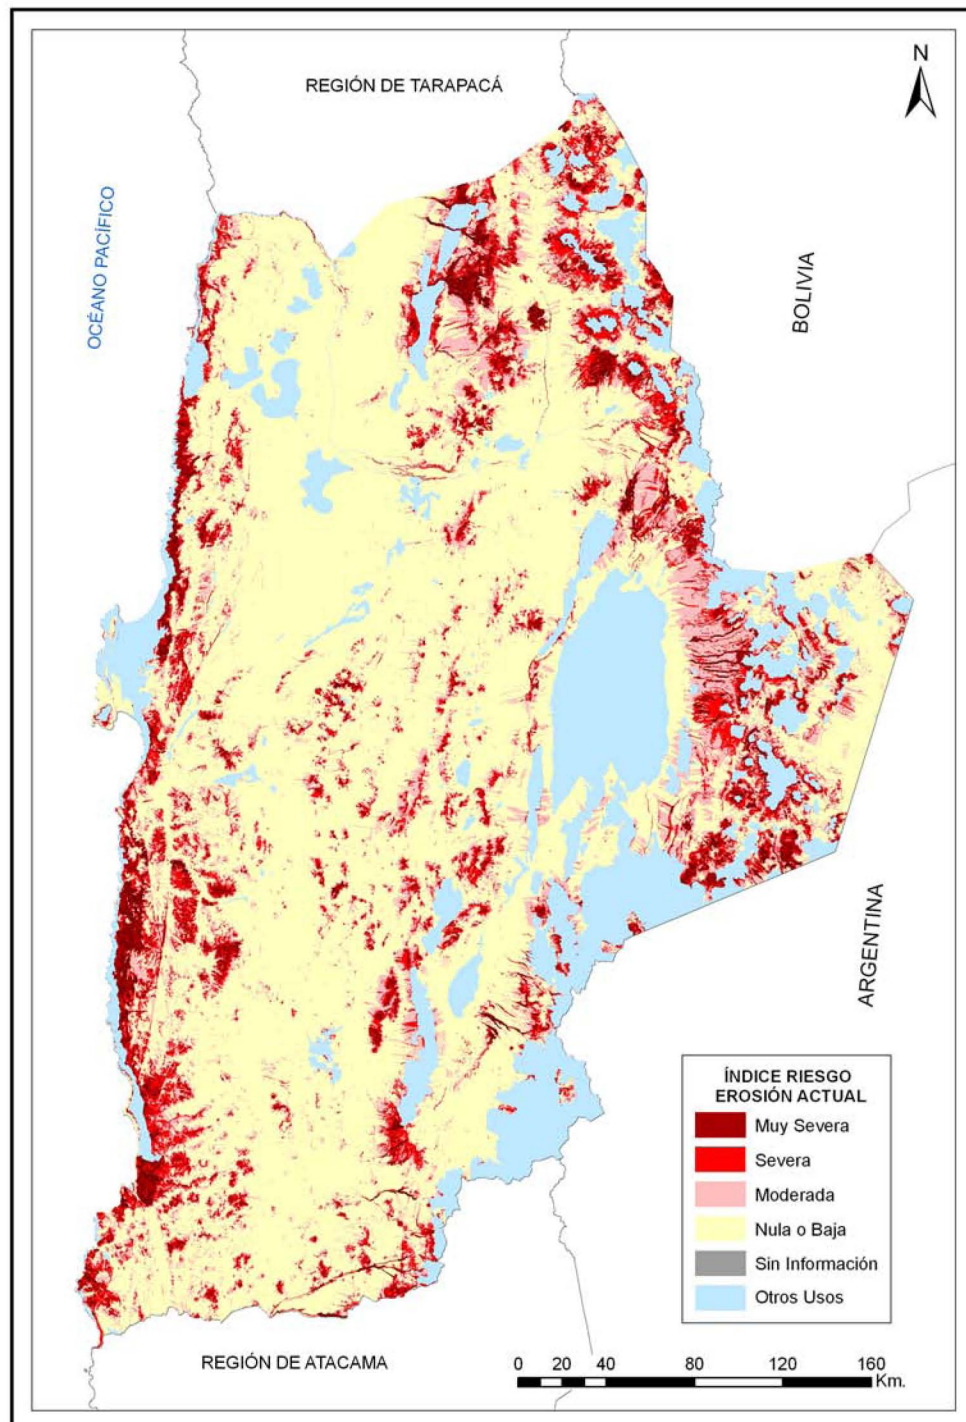 REGIÓN DE TARAPACÁ
N
OCÉANO PACÍFICO
BOLIVIA
ARGENTINA
ÍNDICE RIESGO
EROSIÓN ACTUAL
Muy Severa
Severa
Moderada
Nula o Baja
Sin Información
Otros Usos
REGIÓN DE ATACAMA
0 20 40 80 120 160
Km.